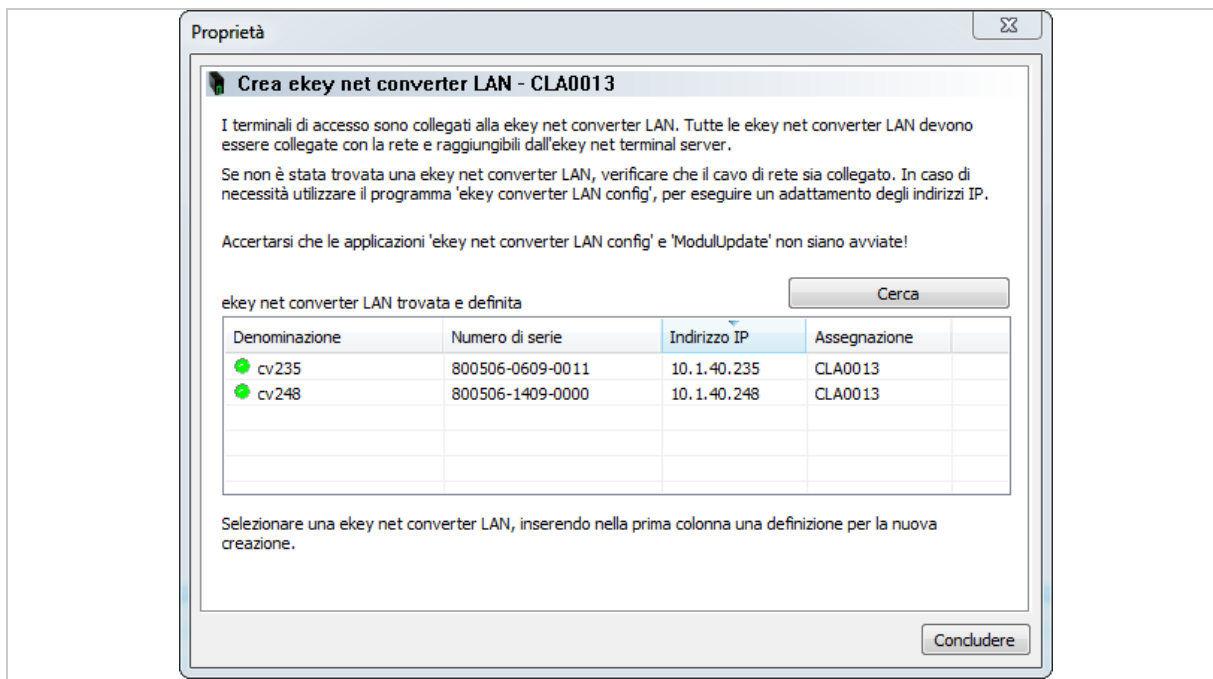 Proprietà
Crea ekey net converter LAN - CLA0013
I terminali di accesso sono collegati alla ekey net converter LAN. Tutte le ekey net converter LAN devono
essere collegate con la rete e raggiungibili dall'ekey net terminal server.
Se non è stata trovata una ekey net converter LAN, verificare che il cavo di rete sia collegato. In caso di
necessità utilizzare il programma 'ekey converter LAN config', per eseguire un adattamento degli indirizzi IP.
Accertarsi che le applicazioni 'ekey net converter LAN config' e 'ModulUpdate' non siano avviate!
Cerca
ekey net converter LAN trovata e definita
Denominazione Numero di serie Indirizzo IP Assegnazione
cv235 800506-0609-0011 10.1.40.235 CLA0013
cv248 800506-1409-0000 10.1.40.248 CLA0013
Selezionare una ekey net converter LAN, inserendo nella prima colonna una definizione per la nuova
creazione.
Concludere